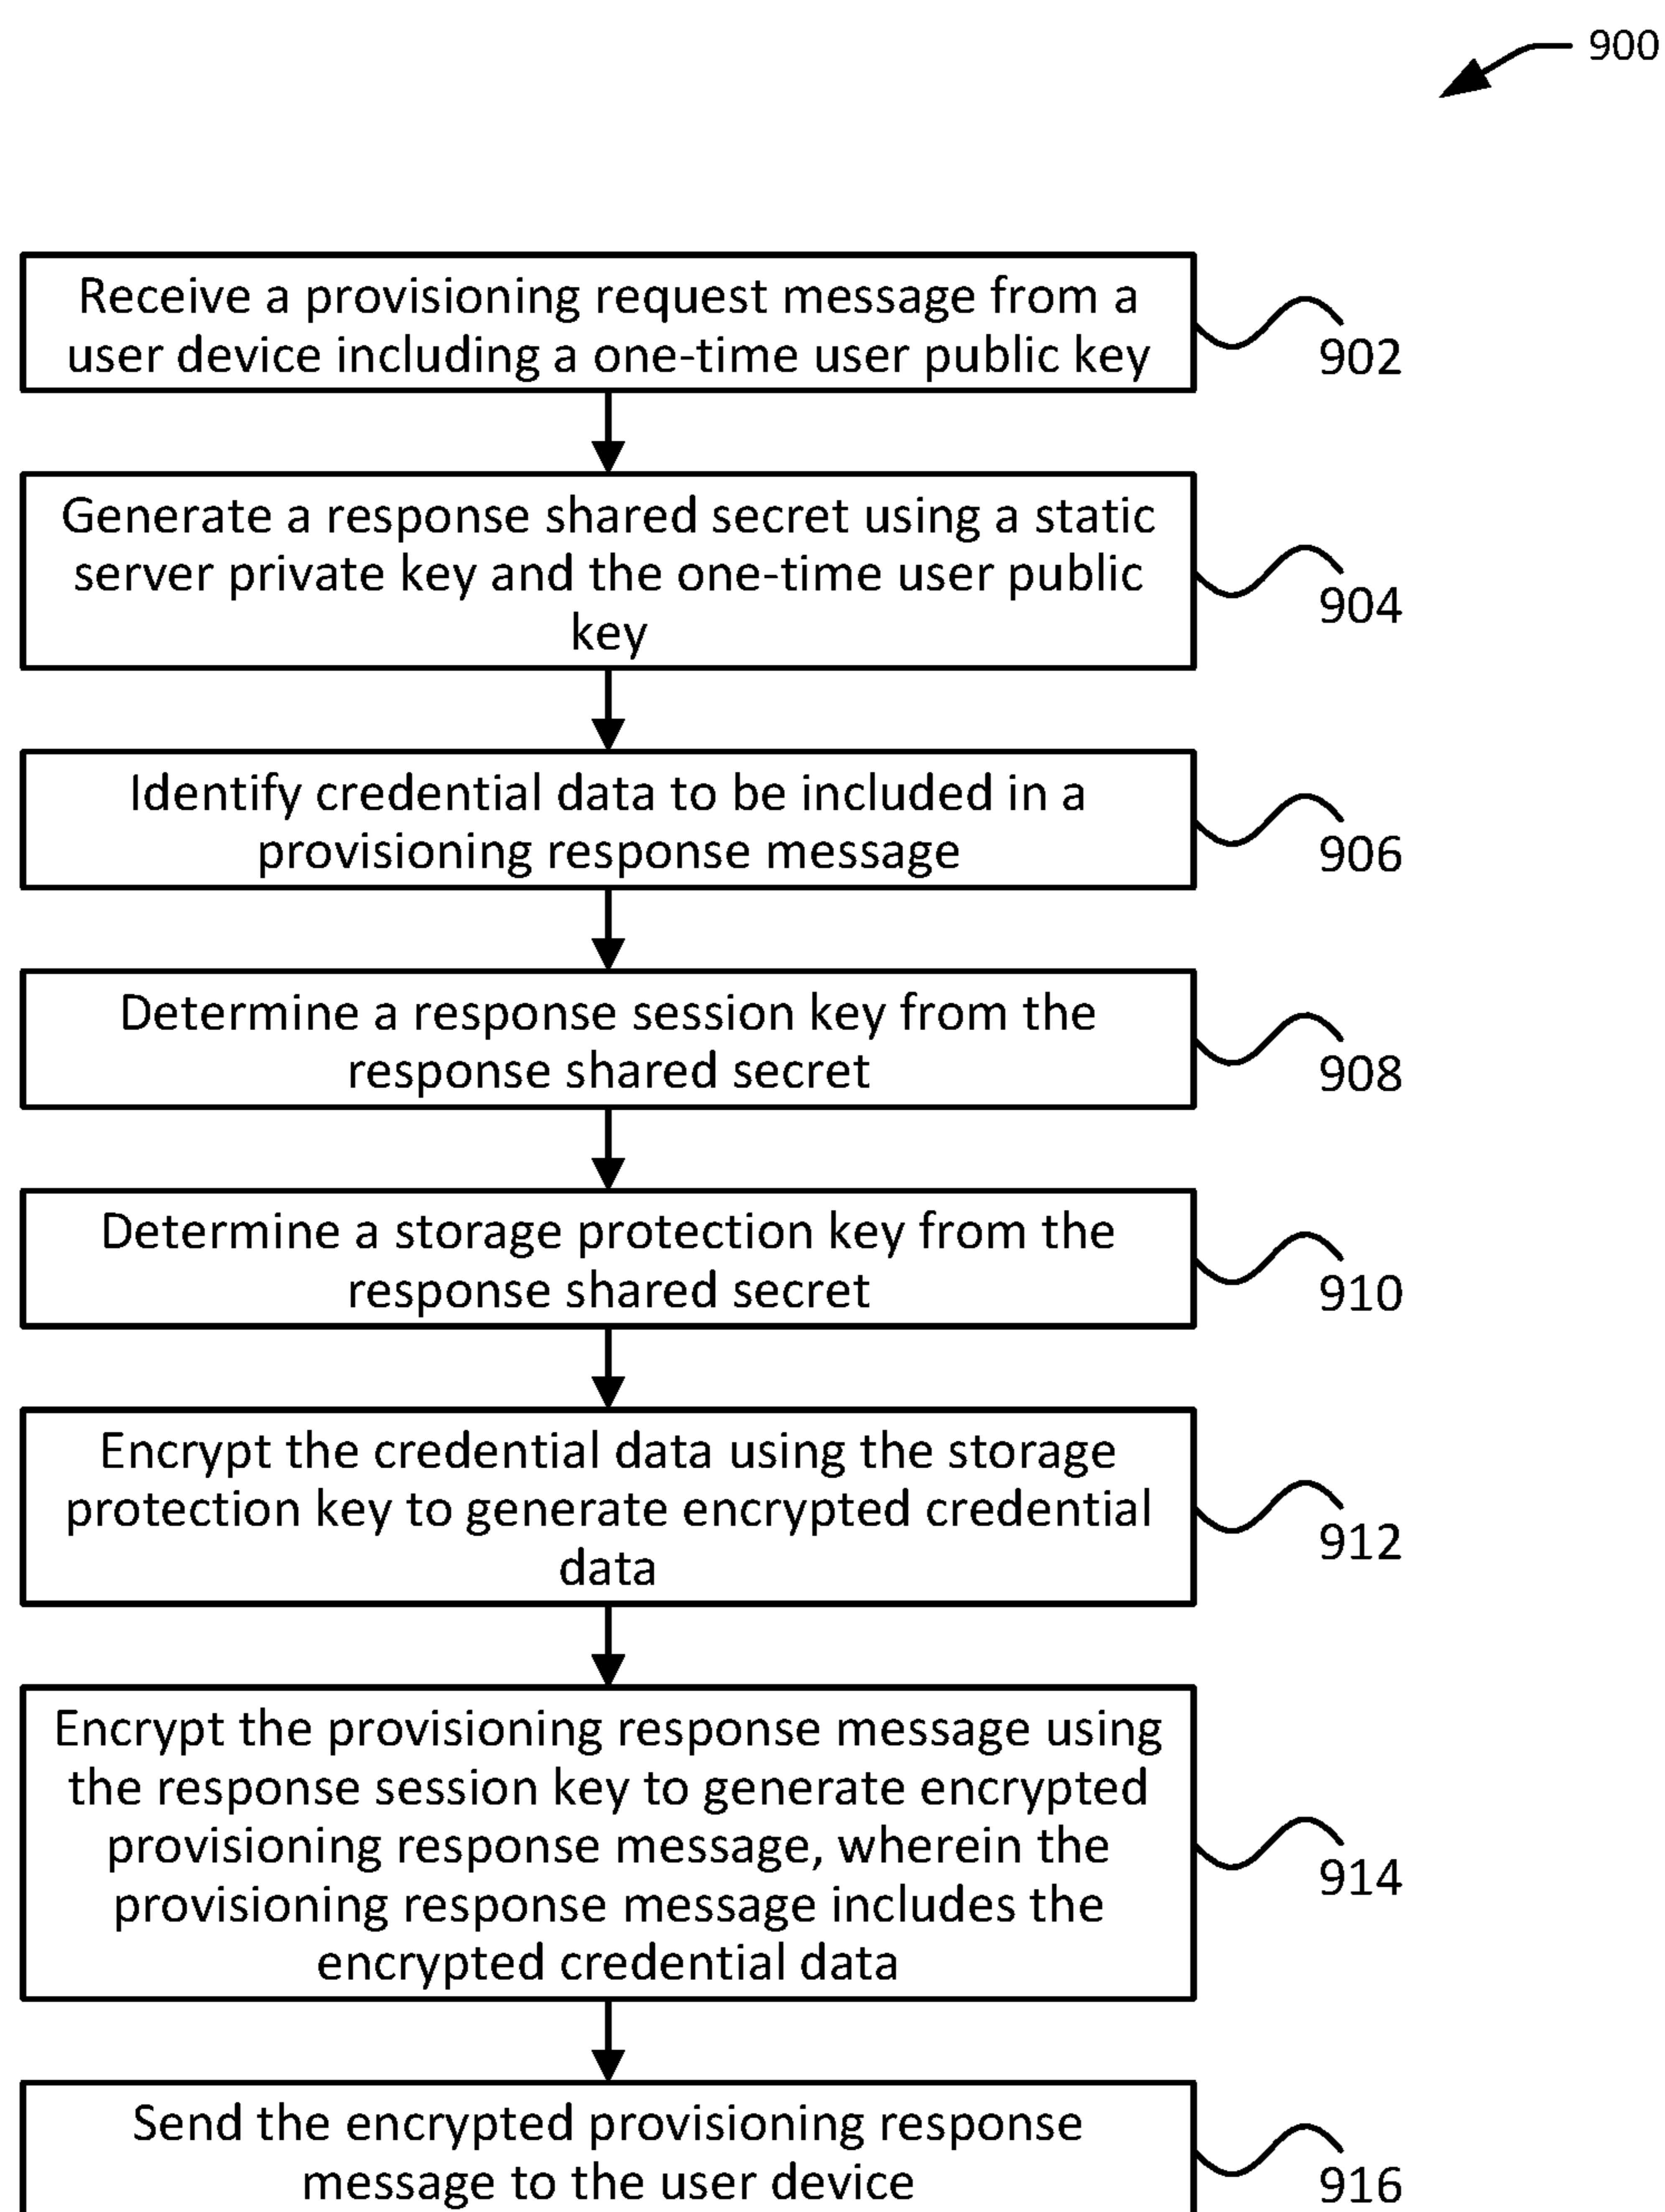 900
Receive a provisioning request message from a
user device including a one-time user public key
902
Generate a response shared secret using a static
server private key and the one-time user public
key
904
Identify credential data to be included in a
provisioning response message
906
Determine a response session key from the
response shared secret
908
Determine a storage protection key from the
response shared secret
910
Encrypt the credential data using the storage
protection key to generate encrypted credential
data
912
Encrypt the provisioning response message using
the response session key to generate encrypted
provisioning response message, wherein the
provisioning response message includes the
encrypted credential data
914
Send the encrypted provisioning response
message to the user device
916